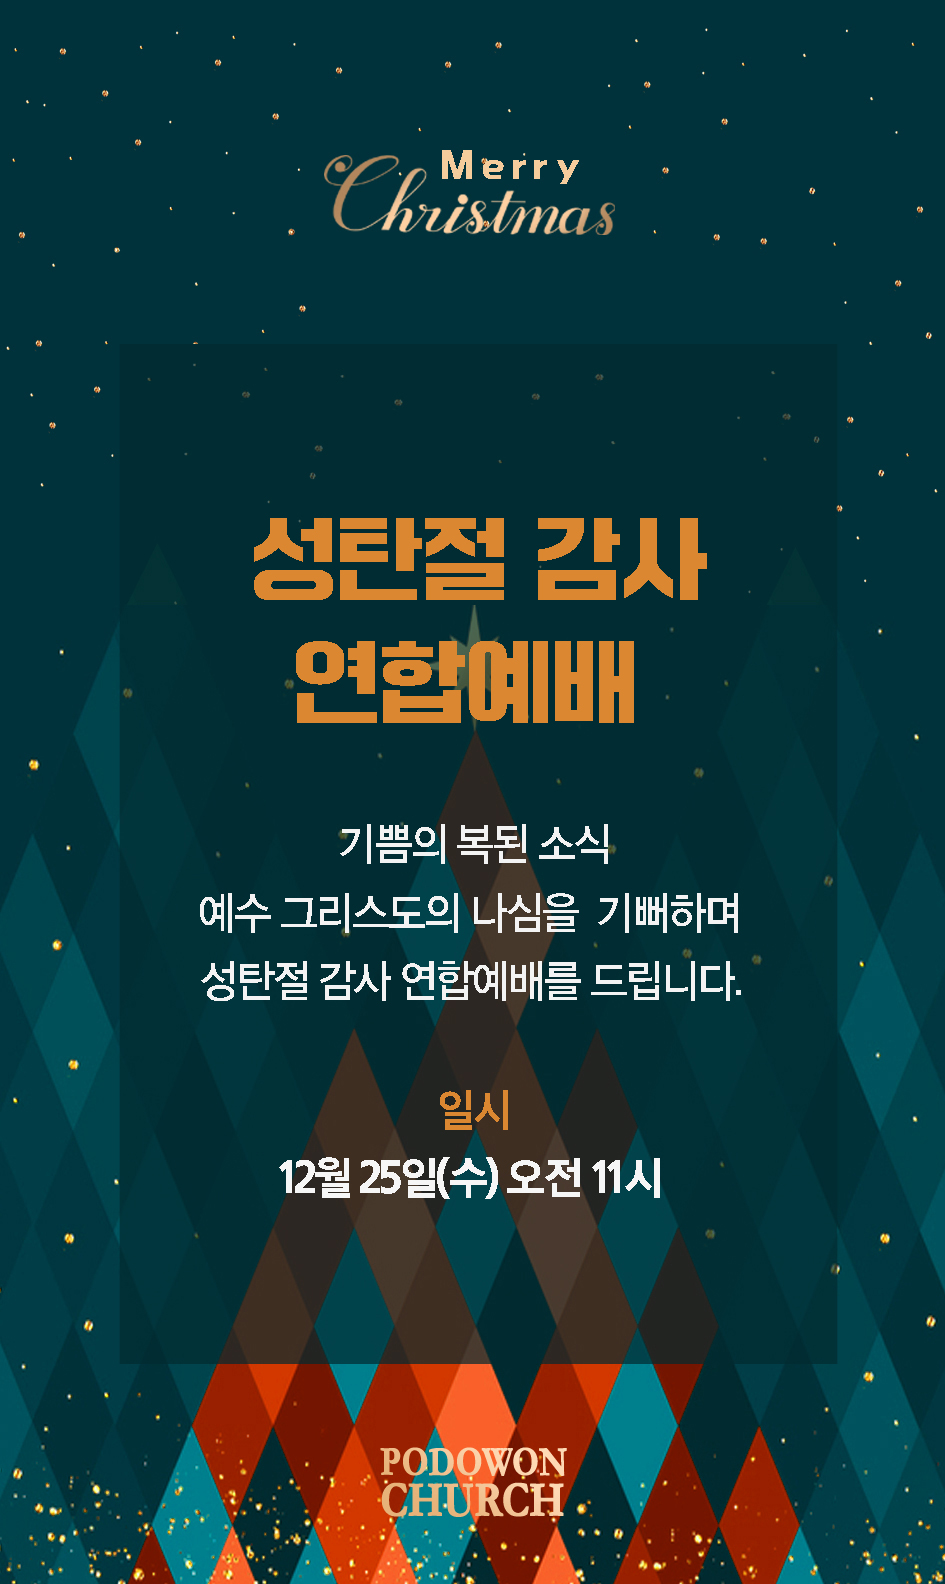 Merry
Christmas
성탄절 감사
연합예배
기쁨의 복된 소식
예수 그리스도의 나심을 기뻐하며
성탄절 감사 연합예배를 드립니다.
일시
12월 25일(수) 오전 11시
PODOWON
CHURCH